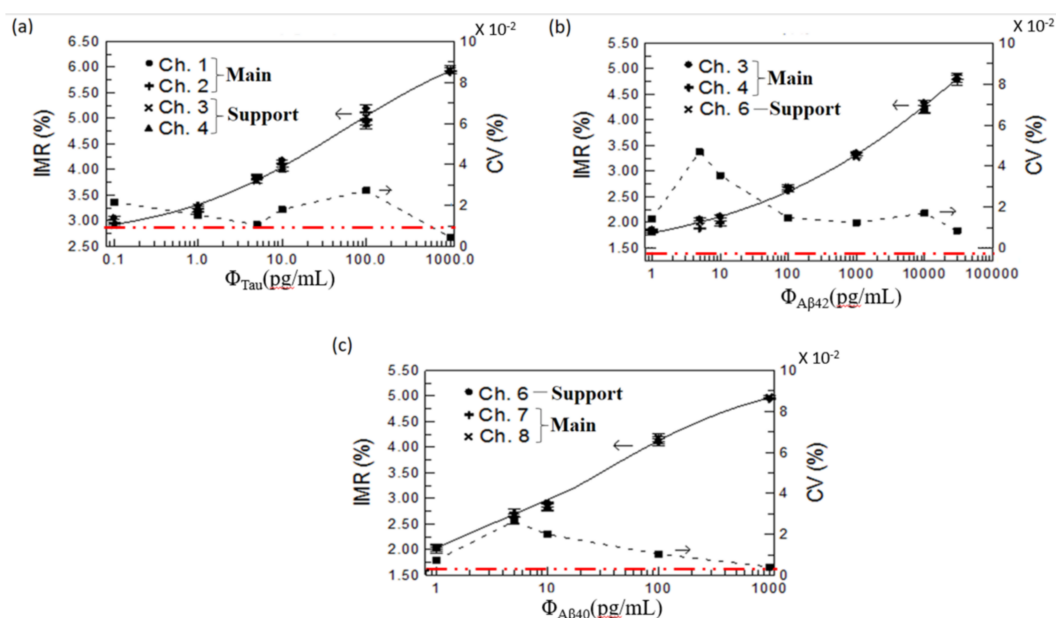 (a)
X 10⁻²
IMR (%)
6.50
6.00
5.50
5.00
4.50
4.00
3.50
3.00
2.50
Ch. 1
Ch. 2
Main
Ch. 3
Ch. 4
Support
10
8
6
4
2
0
CV (%)
0.1
1.0
10.0
100.0
1000.0
Φ_Tau(pg/mL)
(b)
X 10⁻²
IMR (%)
5.50
5.00
4.50
4.00
3.50
3.00
2.50
2.00
1.50
Ch. 3
Ch. 4
Main
Ch. 6 Support
10
8
6
4
2
0
CV (%)
1
10
100
1000
10000
100000
Φ_Aβ42(pg/mL)
(c)
X 10⁻²
IMR (%)
5.50
5.00
4.50
4.00
3.50
3.00
2.50
2.00
1.50
Ch. 6 Support
Ch. 7
Ch. 8
Main
10
8
6
4
2
0
CV (%)
1
10
100
1000
Φ_Aβ40(pg/mL)